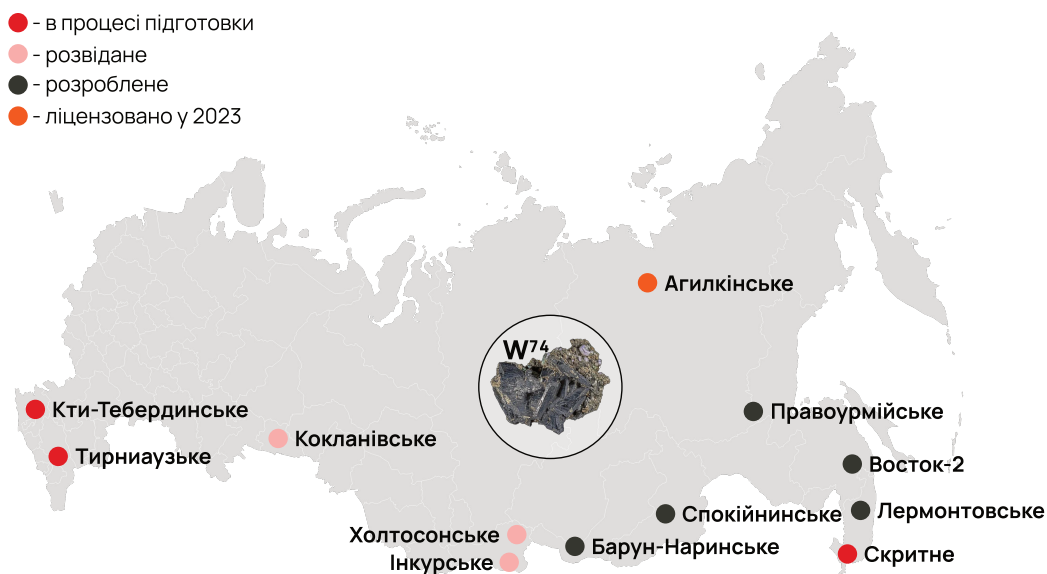 - в процесі підготовки
- розвідане
- розроблене
- ліцензовано у 2023
Агилкінське
W⁷⁴
Кти-Тебердинське
Правоурмійське
Кокланівське
Тирниаузьке
Восток-2
Лермонтовське
Спокійнинське
Холтосонське
Барун-Наринське
Скритне
Інкурське